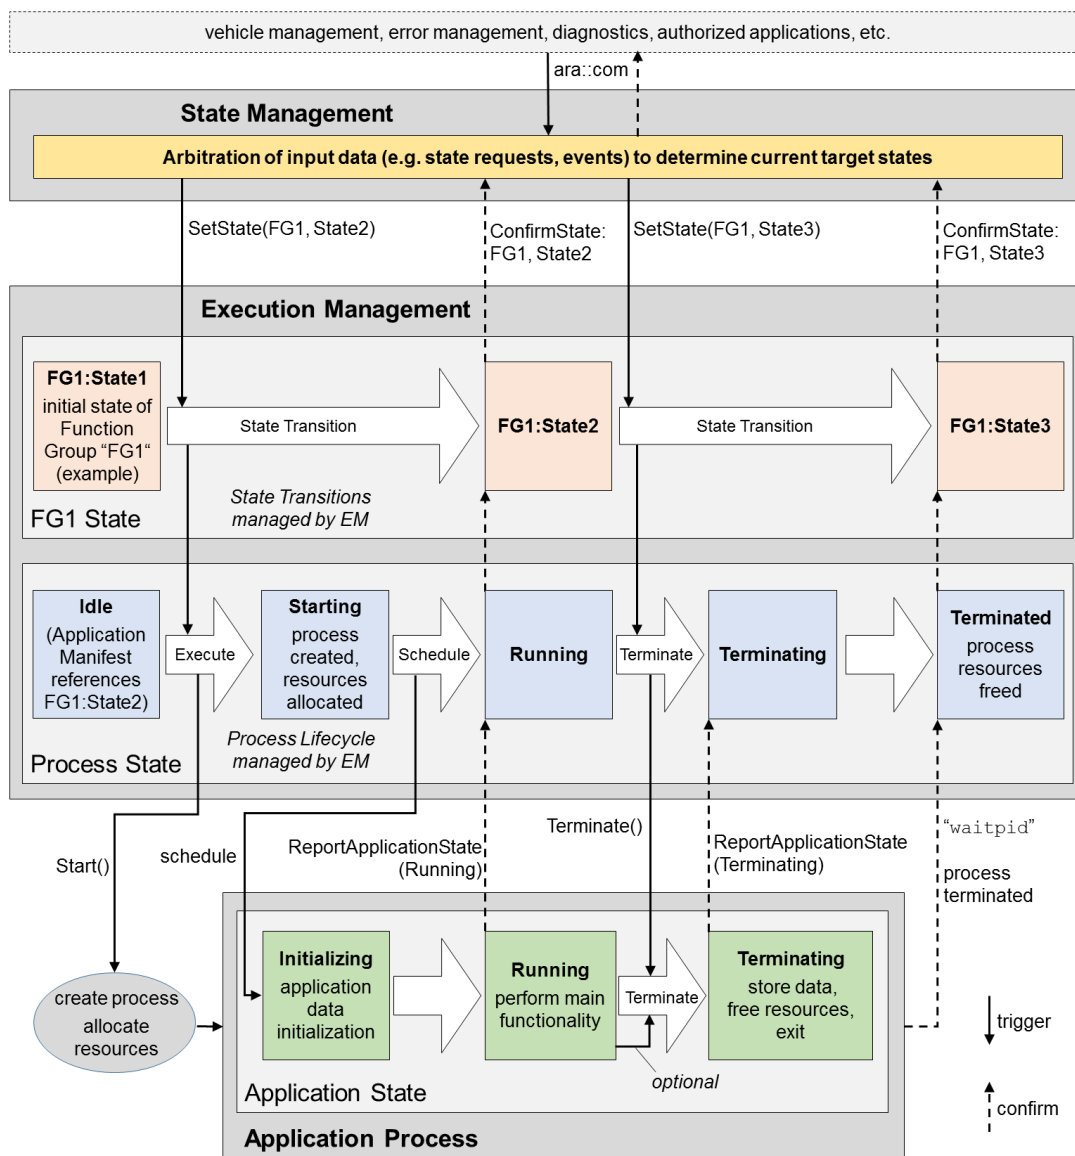 vehicle management, error management, diagnostics, authorized applications, etc.
ara::com
State Management
Arbitration of input data (e.g. state requests, events) to determine current target states
SetState(FG1, State2)
ConfirmState:
FG1, State2
SetState(FG1, State3)
ConfirmState:
FG1, State3
Execution Management
FG1:State1
initial state of
Function
Group “FG1“
(example)
State Transition
FG1:State2
State Transition
FG1:State3
State Transitions
managed by EM
FG1 State
Idle
(Application
Manifest
references
FG1:State2)
Execute
Starting
process
created,
resources
allocated
Schedule
Running
Terminate
Terminating
Terminated
process
resources
freed
Process Lifecycle
managed by EM
Process State
Start()
schedule
ReportApplicationState
(Running)
Terminate()
ReportApplicationState
(Terminating)
“waitpid”
process
terminated
create process
allocate
resources
Initializing
application
data
initialization
Running
perform main
functionality
Terminate
Terminating
store data,
free resources,
exit
optional
Application State
Application Process
trigger
confirm